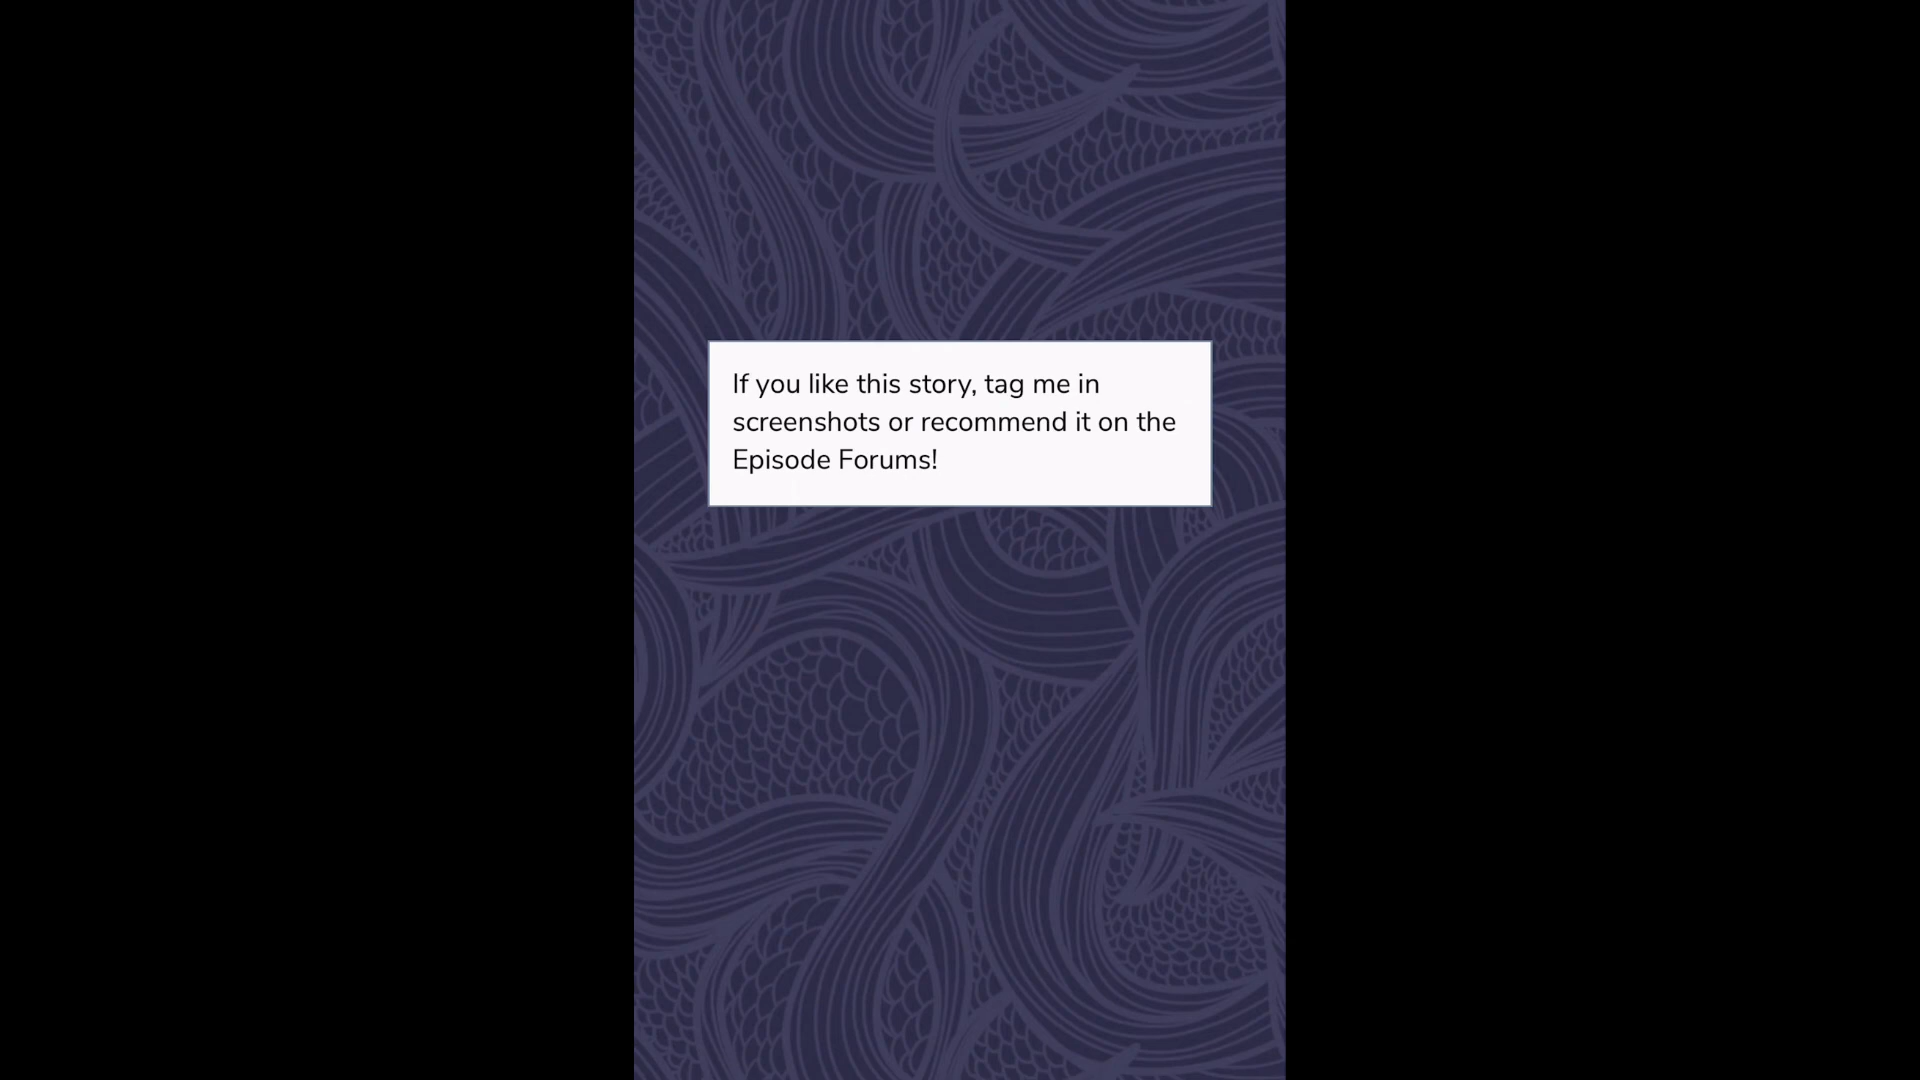 If you like this story, tag me in
screenshots or recommend it on the
Episode Forums!